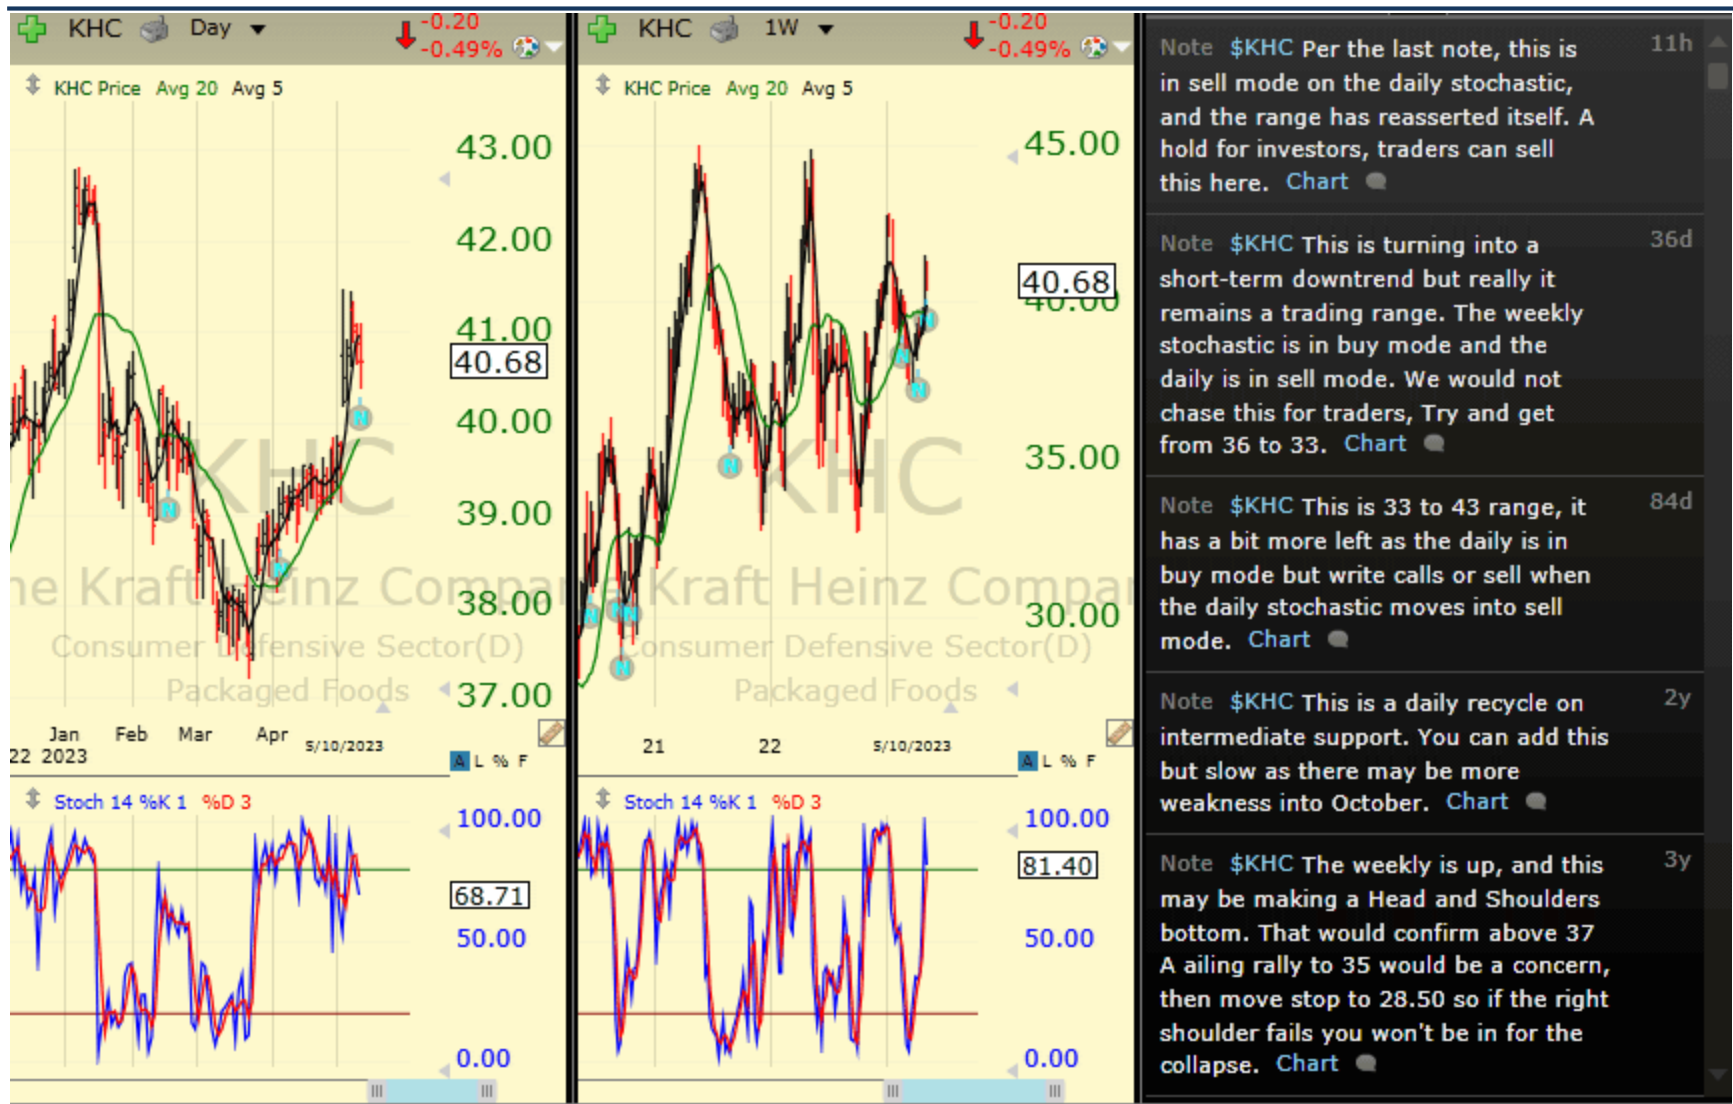 KHC Day
-0.20
-0.49%
KHC Price Avg 20 Avg 5
43.00
42.00
41.00
40.68
40.00
39.00
38.00
37.00
KHC
he Kraft Heinz Compan
Consumer Defensive Sector(D)
Packaged Foods
N
N
N
Jan Feb Mar Apr 5/10/2023
22 2023
A L % F
Stoch 14 %K 1 %D 3
100.00
68.71
50.00
0.00
KHC 1W
-0.20
-0.49%
KHC Price Avg 20 Avg 5
45.00
40.68
40.00
35.00
30.00
KHC
Kraft Heinz Compan
Consumer Defensive Sector(D)
Packaged Foods
N
N
N
N
N
N
N
N
21 22 5/10/2023
A L % F
Stoch 14 %K 1 %D 3
100.00
81.40
50.00
0.00
Note $KHC Per the last note, this is 11h
in sell mode on the daily stochastic,
and the range has reasserted itself. A
hold for investors, traders can sell
this here. Chart
Note $KHC This is turning into a 36d
short-term downtrend but really it
remains a trading range. The weekly
stochastic is in buy mode and the
daily is in sell mode. We would not
chase this for traders, Try and get
from 36 to 33. Chart
Note $KHC This is 33 to 43 range, it 84d
has a bit more left as the daily is in
buy mode but write calls or sell when
the daily stochastic moves into sell
mode. Chart
Note $KHC This is a daily recycle on 2y
intermediate support. You can add this
but slow as there may be more
weakness into October. Chart
Note $KHC The weekly is up, and this 3y
may be making a Head and Shoulders
bottom. That would confirm above 37
A ailing rally to 35 would be a concern,
then move stop to 28.50 so if the right
shoulder fails you won't be in for the
collapse. Chart